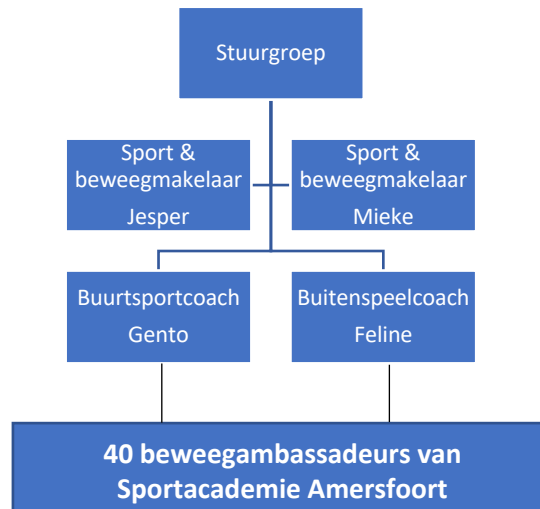 Stuurgroep
Sport &
beweegmakelaar
Jesper
Sport &
beweegmakelaar
Mieke
Buurtsportcoach
Gento
Buitenspeelcoach
Feline
40 beweegambassadeurs van
Sportacademie Amersfoort